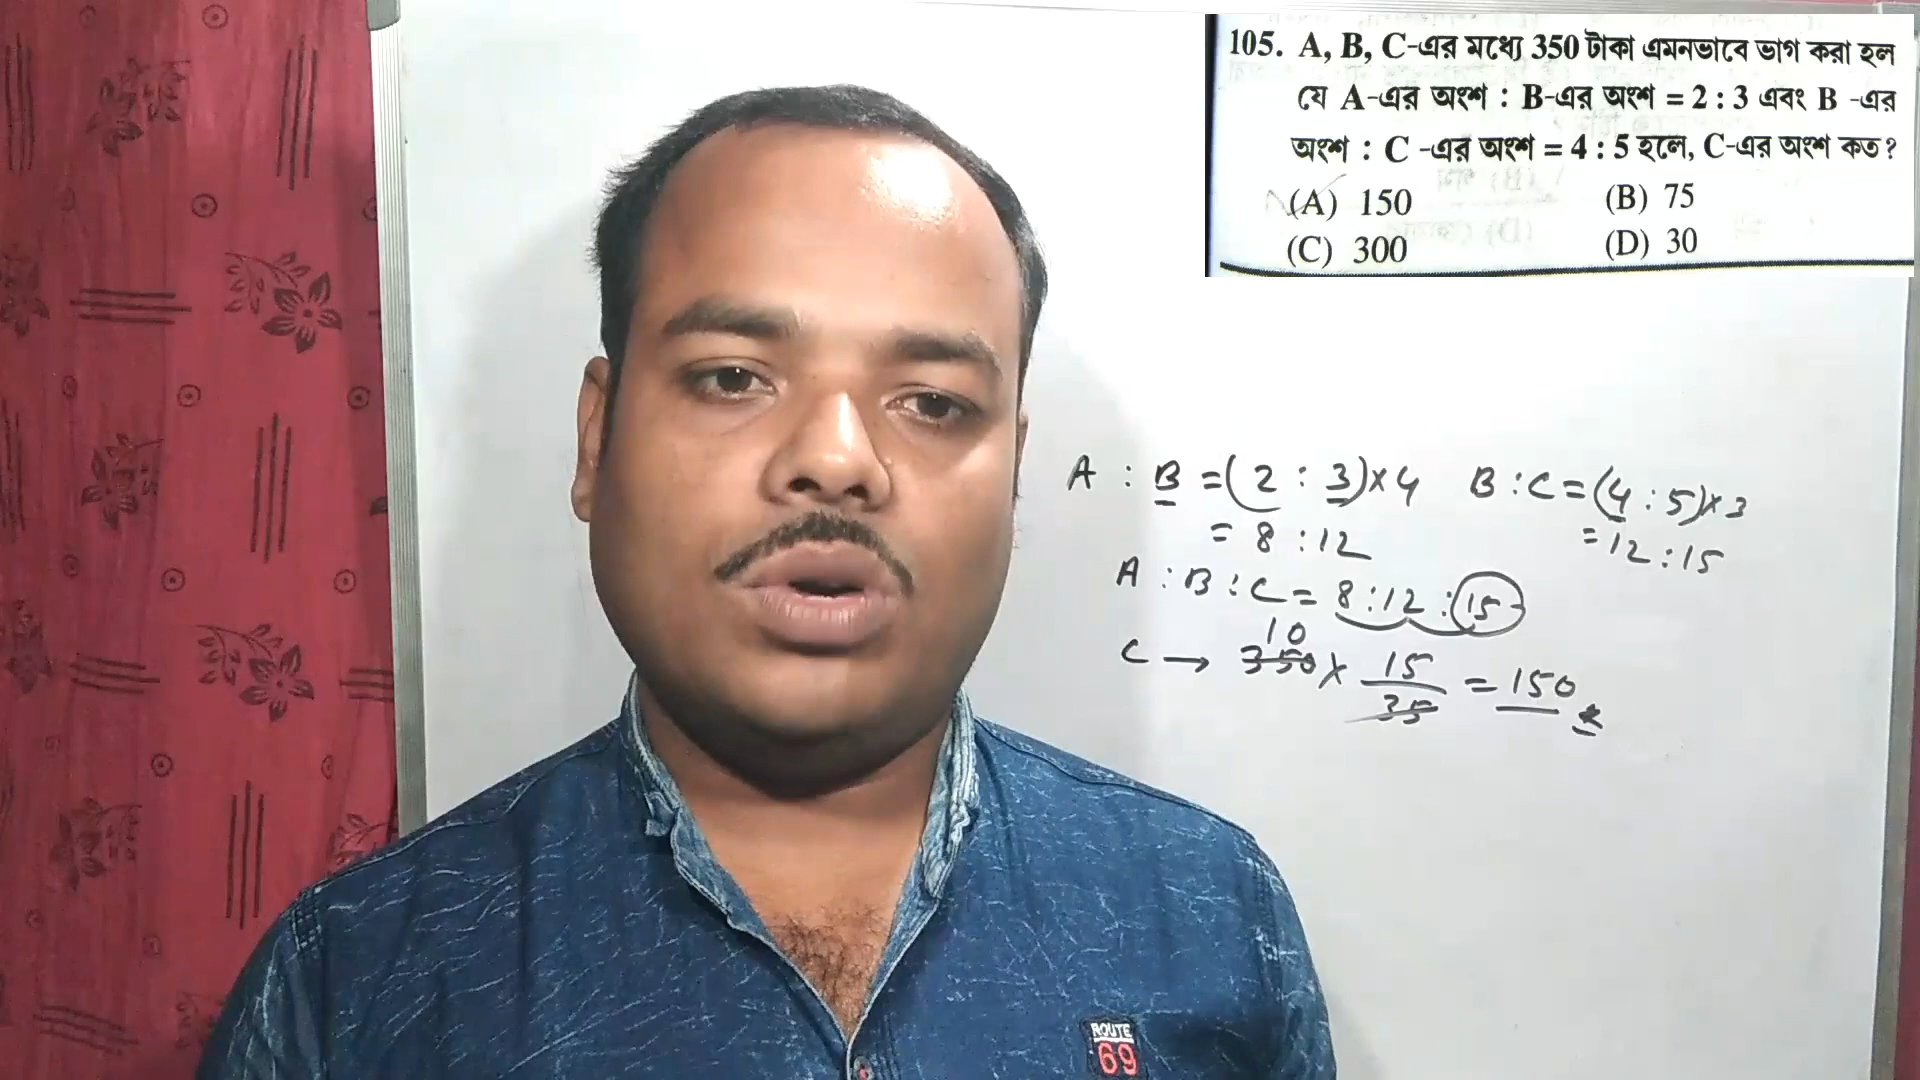 105. A, B, C-এর মধ্যে 350 টাকা এমনভাবে ভাগ করা হল
যে A-এর অংশ : B-এর অংশ = 2 : 3 এবং B -এর
অংশ : C -এর অংশ = 4 : 5 হলে, C-এর অংশ কত ?
(A) 150 (B) 75
(C) 300 (D) 30
A : B = (2 : 3)×4 B : C = (4 : 5)×3
= 8 : 12 = 12 : 15
A : B : C = 8 : 12 : 15
10
C → 350 × 15/35 = 150
ROUTE
69